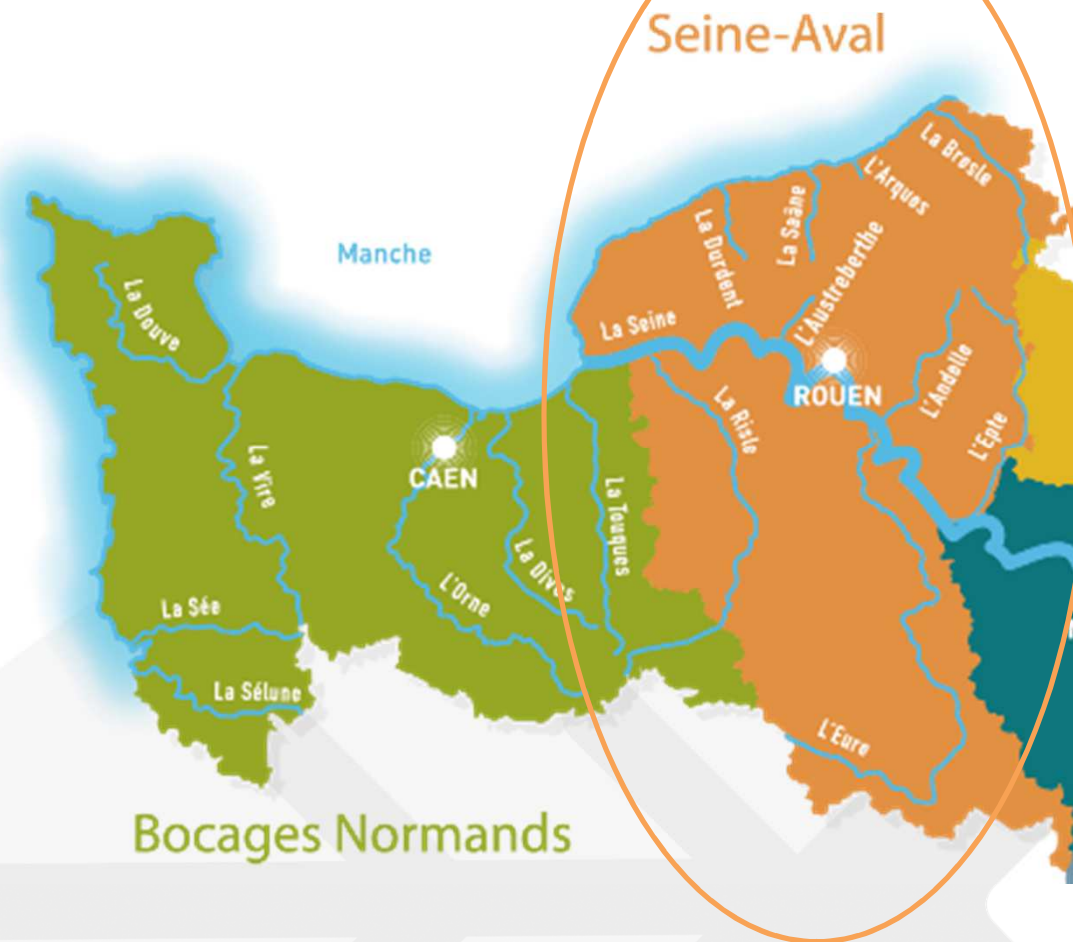 Seine-Aval
La Bresle
L'Arques
La Saâne
La Durdent
L'Austreberthe
Manche
La Seine
La Douve
ROUEN
L'Andelle
La Risle
L'Epte
CAEN
La Vire
La Touques
La Dives
L'Orne
La Sée
La Sélune
L'Eure
Bocages Normands